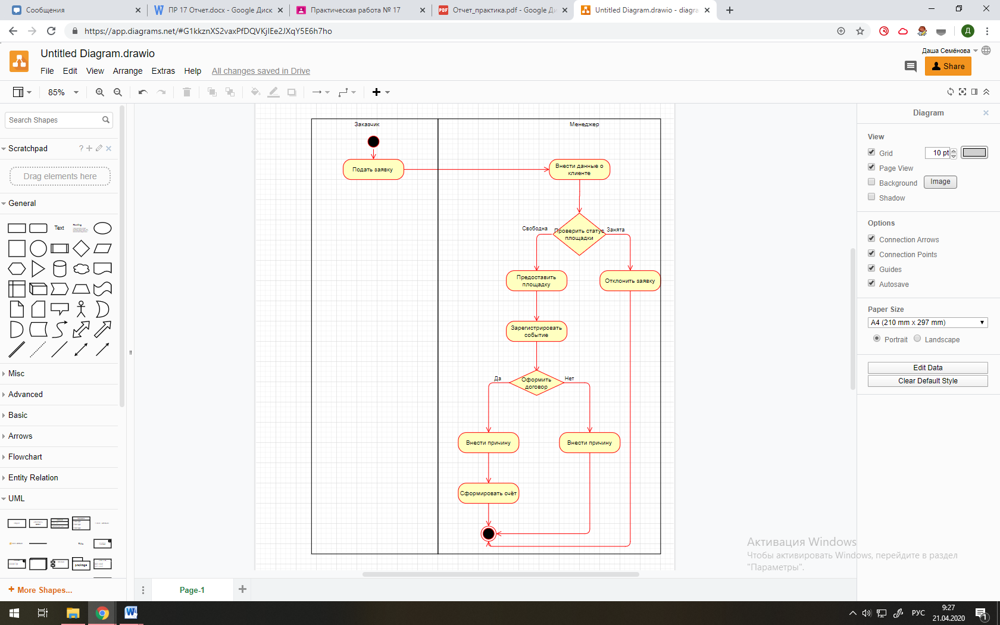 Сообщения
ПР 17 Отчет.docx - Google Диск
Практическая работа № 17
Отчет_практика.pdf - Google Ди
Untitled Diagram.drawio - diagra
https://app.diagrams.net/#G1kkznXS2vaxPfDQVKjIEe2JXqY5E6h7ho
Д
Untitled Diagram.drawio
Даша Семёнова
File Edit View Arrange Extras Help All changes saved in Drive
Share
85%
Search Shapes
Scratchpad
?
Drag elements here
General
Text
Heading
Misc
Advanced
Basic
Arrows
Flowchart
Entity Relation
UML
Title
package
+ More Shapes...
Заказчик
Менеджер
Подать заявку
Внести данные о
клиенте
Свободна
Проверить статус
площадки
Занята
Предоставить
площадку
Отклонить заявку
Зарегистрировать
событие
Да
Оформить
договор
Нет
Внести причину
Внести причину
Сформировать счёт
Diagram
View
Grid
10 pt
Page View
Background
Image
Shadow
Options
Connection Arrows
Connection Points
Guides
Autosave
Paper Size
A4 (210 mm x 297 mm)
Portrait
Landscape
Edit Data
Clear Default Style
Активация Windows
Чтобы активировать Windows, перейдите в раздел
"Параметры".
Page-1
РУС
9:27
21.04.2020
1